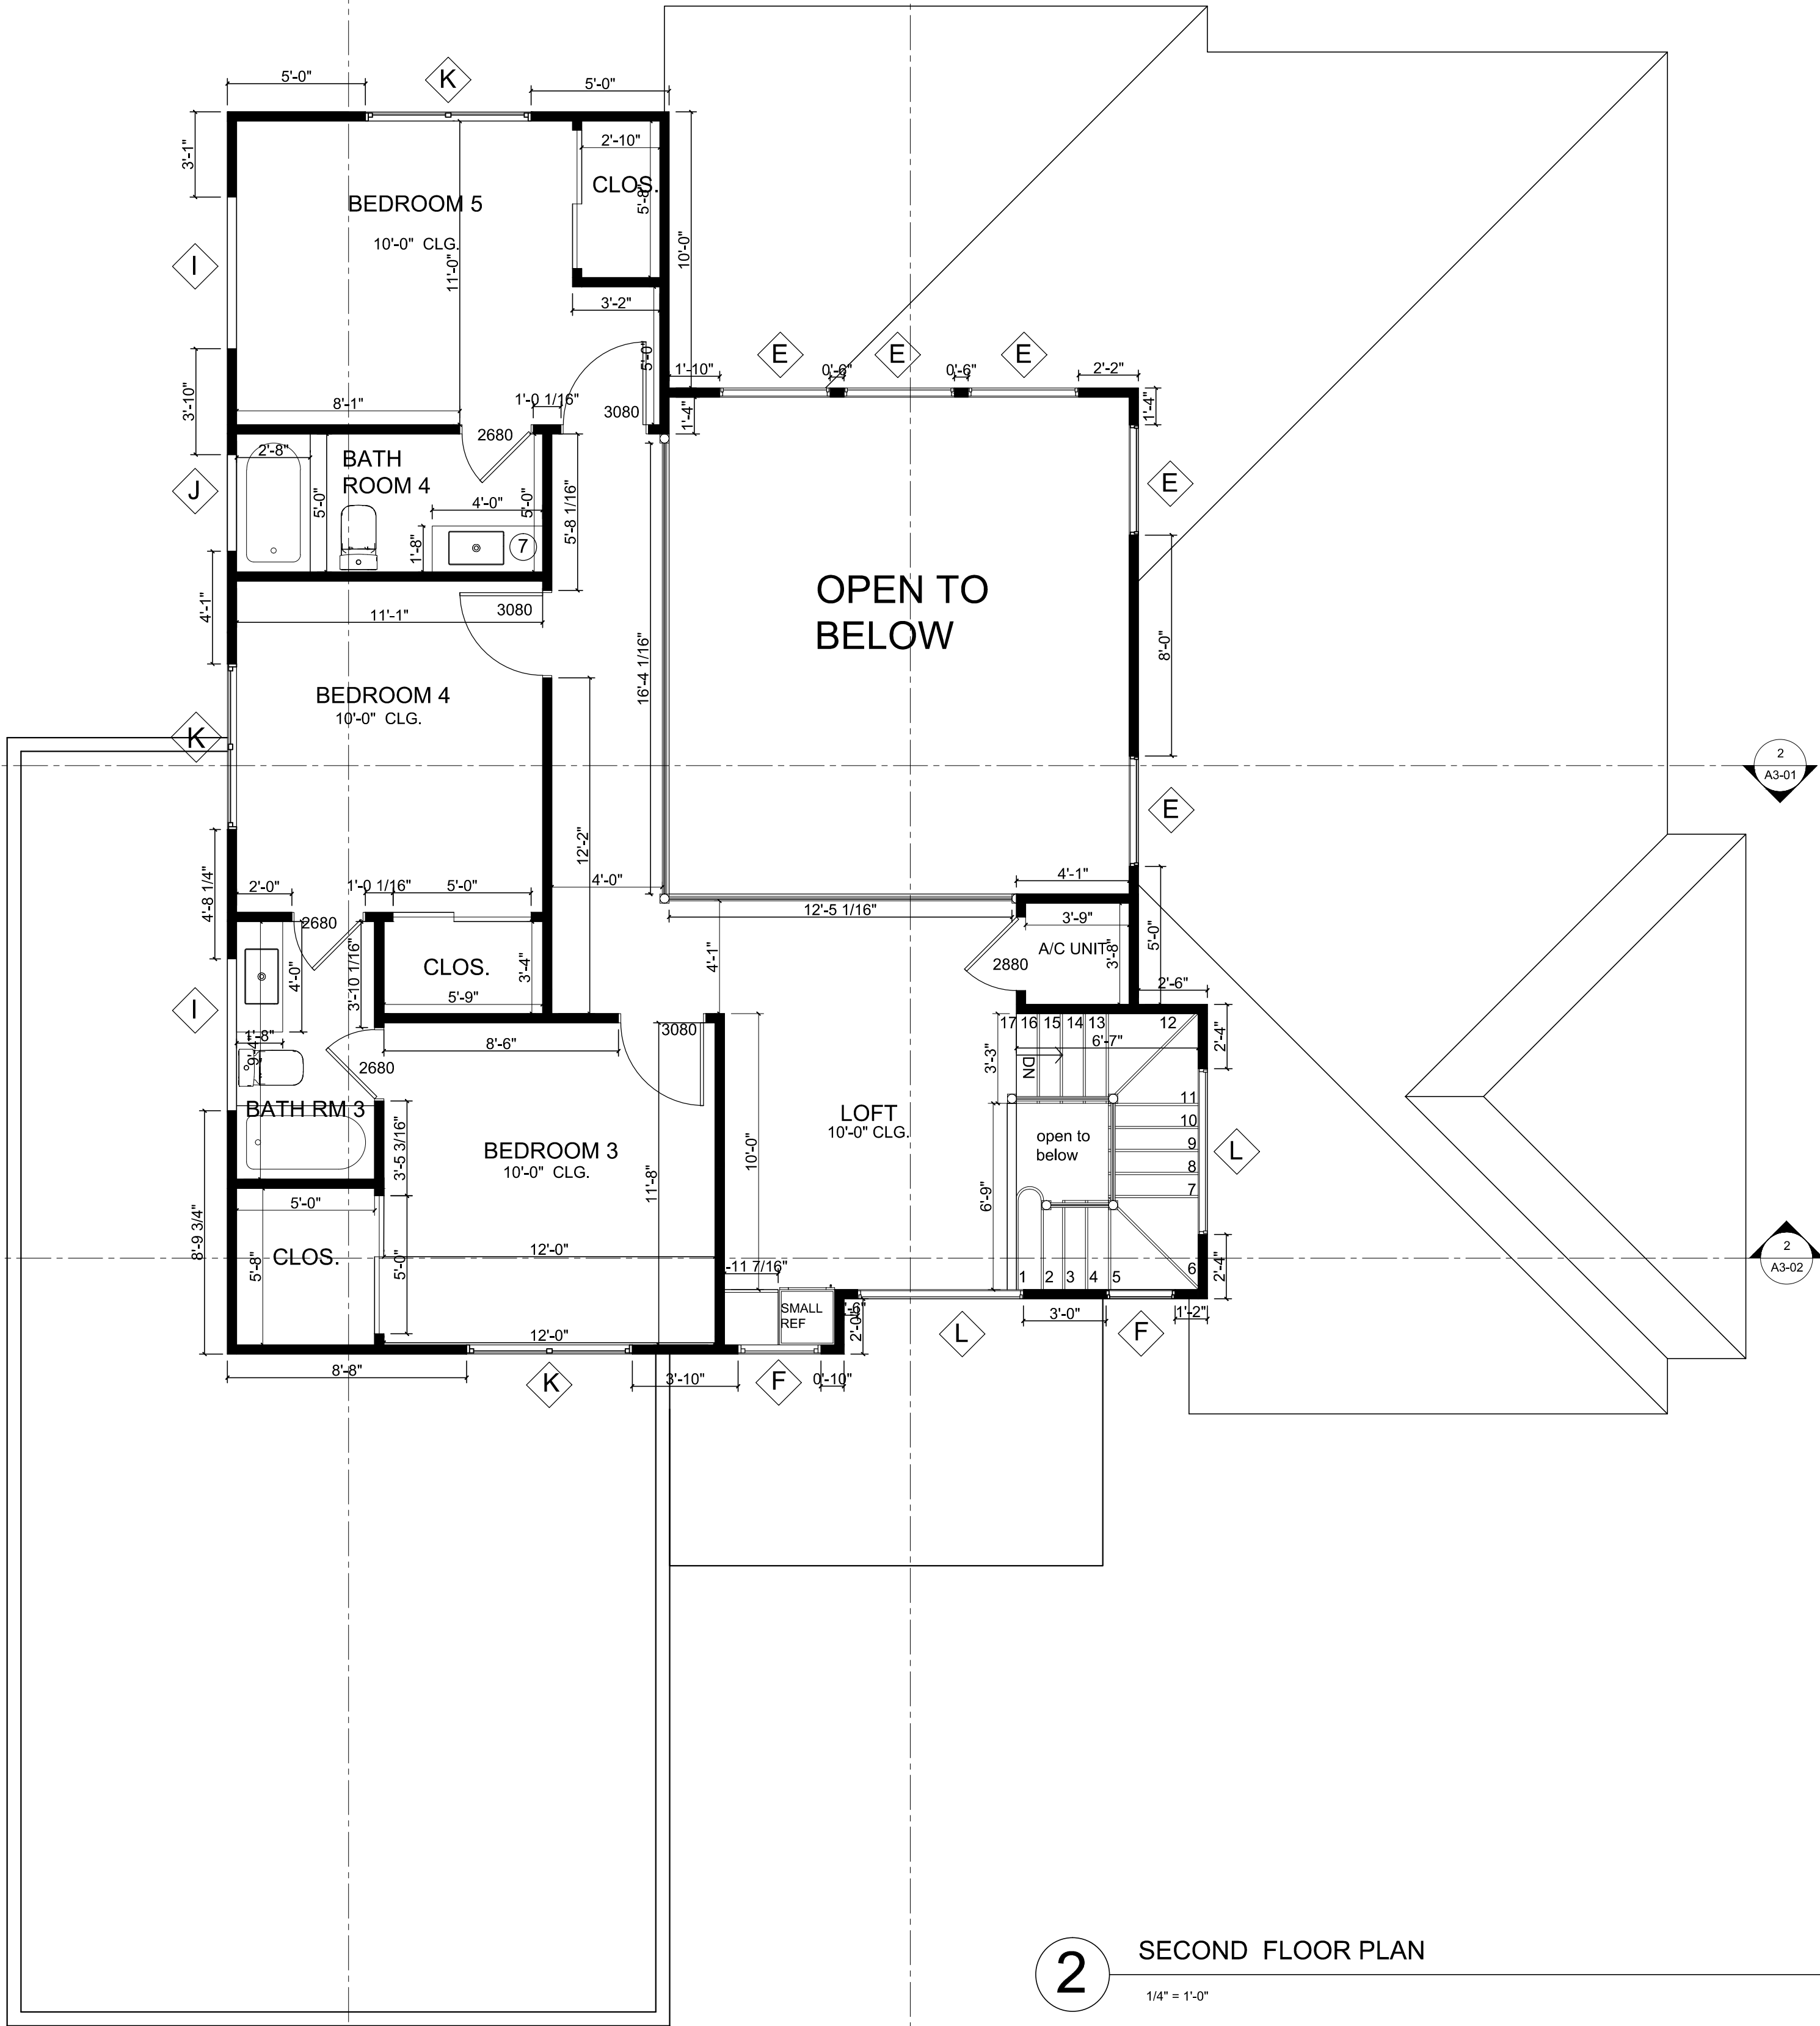 5'-0"
K
5'-0"
3'-1"
2'-10"
CLOS.
5'-8"
BEDROOM 5
10'-0" CLG.
11'-0"
10'-0"
I
3'-2"
5'-0"
E
E
E
1'-10"
0'-6"
0'-6"
2'-2"
3'-10"
8'-1"
1'-0 1/16"
3080
1'-4"
1'-4"
2680
2'-8"
BATH
ROOM 4
J
E
5'-0"
4'-0"
5'-0"
5'-8 1/16"
1'-8"
7
4'-1"
11'-1"
3080
OPEN TO
BELOW
8'-0"
16'-4 1/16"
BEDROOM 4
10'-0" CLG.
K
2
A3-01
E
12'-2"
4'-8 1/4"
2'-0"
1'-0 1/16"
5'-0"
4'-0"
4'-1"
12'-5 1/16"
2680
3'-9"
A/C UNIT
3'-8"
5'-0"
2880
4'-0"
3'-10 1/16"
CLOS.
3'-4"
4'-1"
5'-9"
2'-6"
I
3080
17 16 15 14 13 12
1'-8"
9'-4"
8'-6"
6'-7"
2'-4"
3'-3"
DN
2680
BATH RM 3
11
LOFT
10'-0" CLG.
10
open to
below
9
8
7
L
3'-5 3/16"
BEDROOM 3
10'-0" CLG.
10'-0"
11'-8"
6'-9"
5'-0"
8'-9 3/4"
CLOS.
5'-8"
12'-0"
5'-0"
-11 7/16"
1 2 3 4 5 6
2'-4"
2
A3-02
SMALL
REF
2'-0"
3'-0"
1'-2"
12'-0"
L
F
8'-8"
K
3'-10"
F
0'-10"
2
SECOND FLOOR PLAN
1/4" = 1'-0"